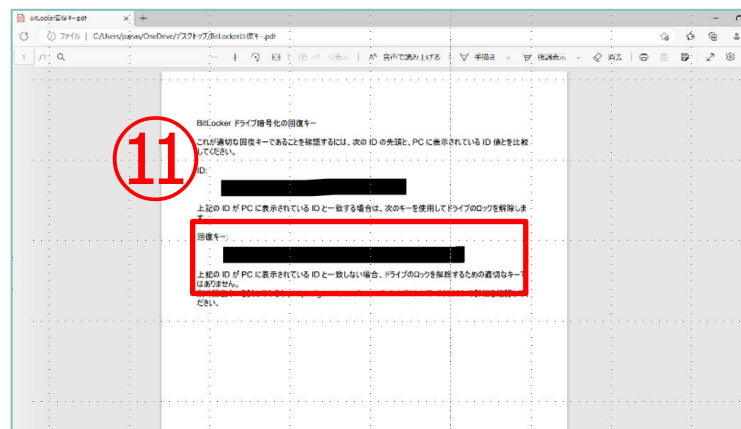 BitLocker回復キー.pdf
ファイル | C:/Users/panas/OneDrive/デスクトップ/BitLocker回復キー.pdf
1 /1 音声で読み上げる 手描き 強調表示 消去
BitLocker ドライブ暗号化の回復キー
これが適切な回復キーであることを確認するには、次の ID の先頭と、PC に表示されている ID 値とを比較
してください。
⑪
ID:
上記の ID が PC に表示されている ID と一致する場合は、次のキーを使用してドライブのロックを解除しま
す。
回復キー:
上記の ID が PC に表示されている ID と一致しない場合、ドライブのロックを解除するための適切なキーで
はありません。
ださい。